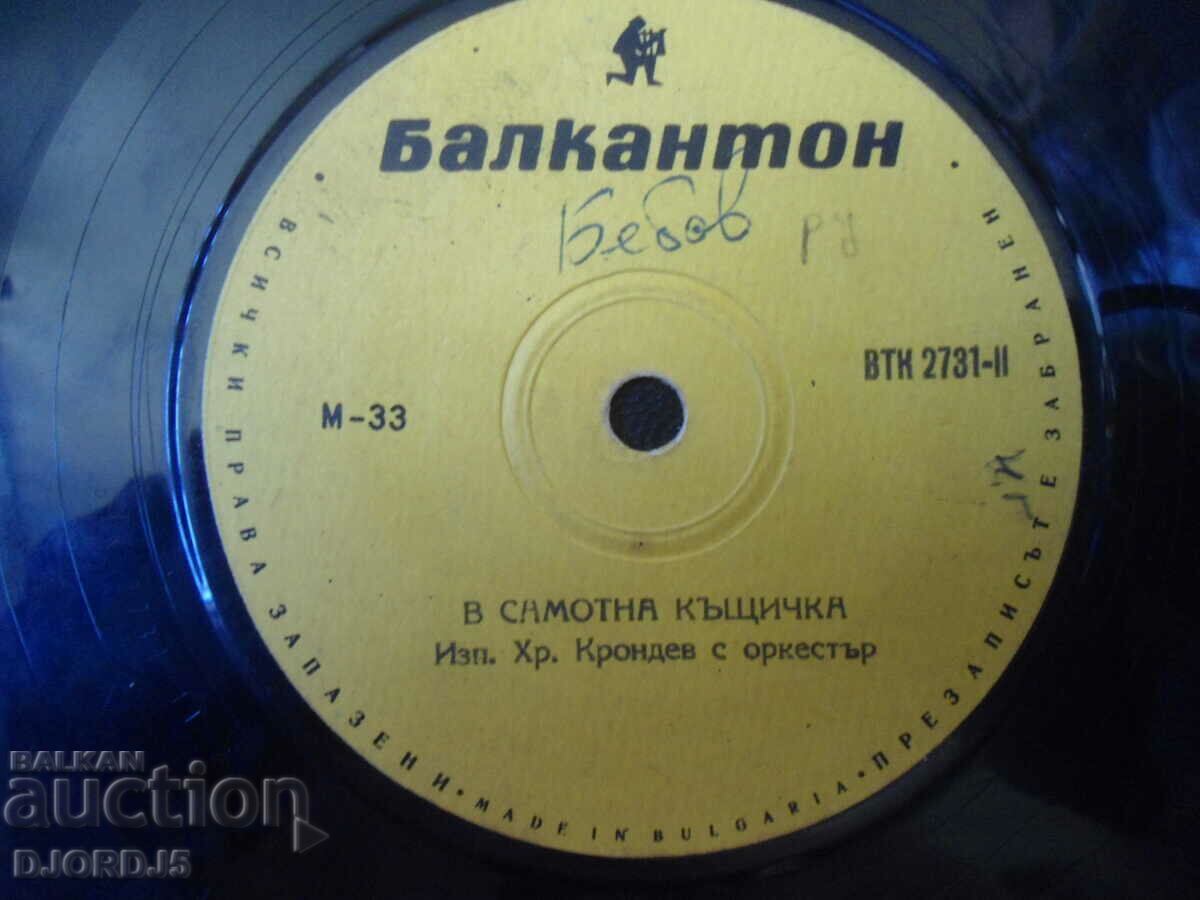 Балкантон
Бебов ру
ВТК 2731-II
М-33
В САМОТНА КЪЩИЧКА
Изп. Хр. Крондев с оркестър
• ВСИЧКИ ПРАВА ЗАПАЗЕНИ • MADE IN BULGARIA • ПРЕЗАПИСЪТ Е ЗАБРАНЕН •
BALKAN
auction
DJORDJ5